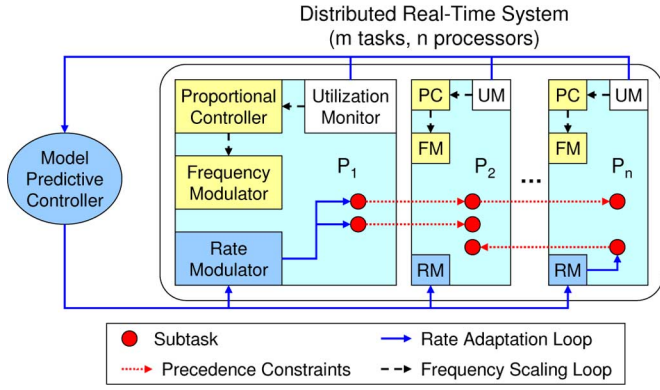 Distributed Real-Time System
(m tasks, n processors)
Proportional
Controller
Utilization
Monitor
PC
UM
PC
UM
Model
Predictive
Controller
Frequency
Modulator
P1
FM
P2
...
FM
Pn
Rate
Modulator
RM
RM
Subtask
Rate Adaptation Loop
Precedence Constraints
Frequency Scaling Loop